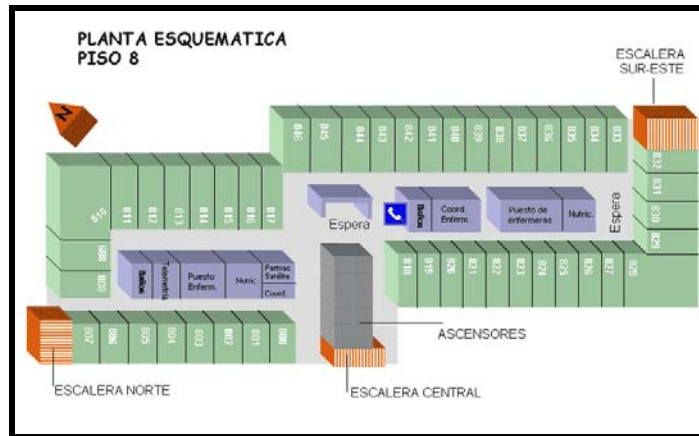 PLANTA ESQUEMATICA
PISO 8
ESCALERA
SUR-ESTE
N
846 845 844 843 842 841 840 839 838 837 836 835 834 833
832
831
830
829
810 811 812 813 814 815 816 817
809
808
Espera
Baños
Coord.
Enferm.
Puesto de
enfermeras
Nutric.
Espera
Baños
Telemetría
Puesto
Enferm.
Nutric.
Farmac
Satélite
Coord.
818 819 820 821 822 823 824 825 826 827 828
807 806 805 804 803 802 801 800
ASCENSORES
ESCALERA NORTE
ESCALERA CENTRAL